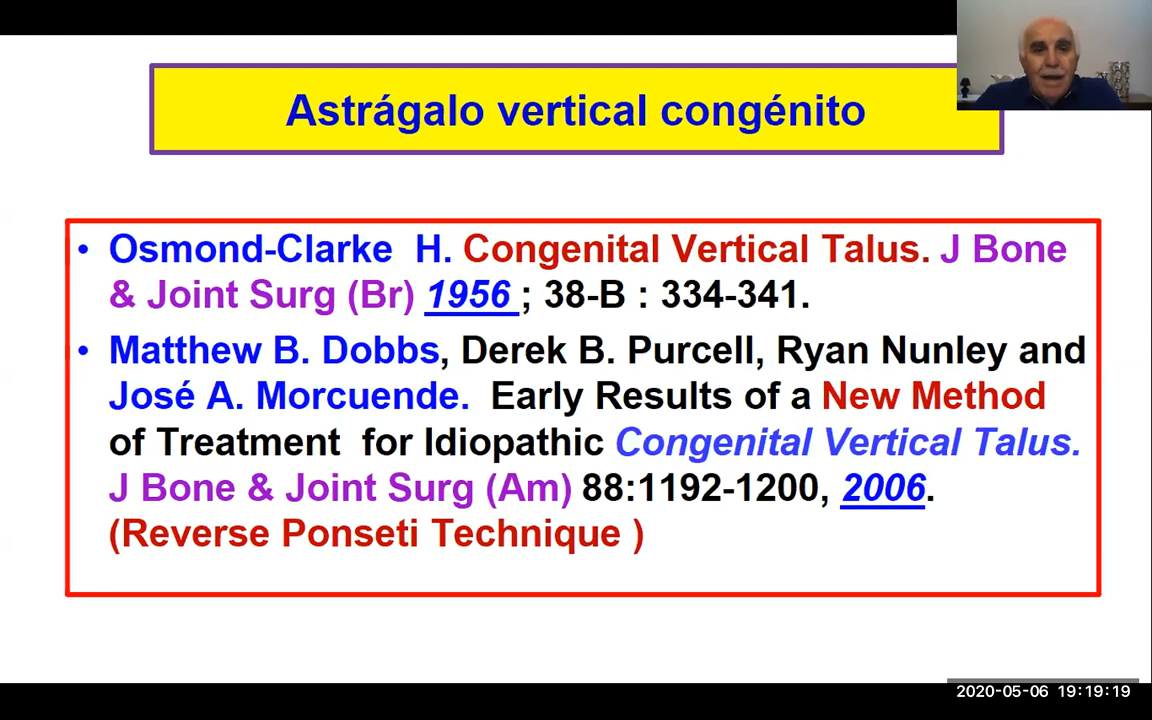 Astrágalo vertical congénito
• Osmond-Clarke H. Congenital Vertical Talus. J Bone
& Joint Surg (Br) 1956 ; 38-B : 334-341.
• Matthew B. Dobbs, Derek B. Purcell, Ryan Nunley and
José A. Morcuende. Early Results of a New Method
of Treatment for Idiopathic Congenital Vertical Talus.
J Bone & Joint Surg (Am) 88:1192-1200, 2006.
(Reverse Ponseti Technique )
2020-05-06 19:19:19